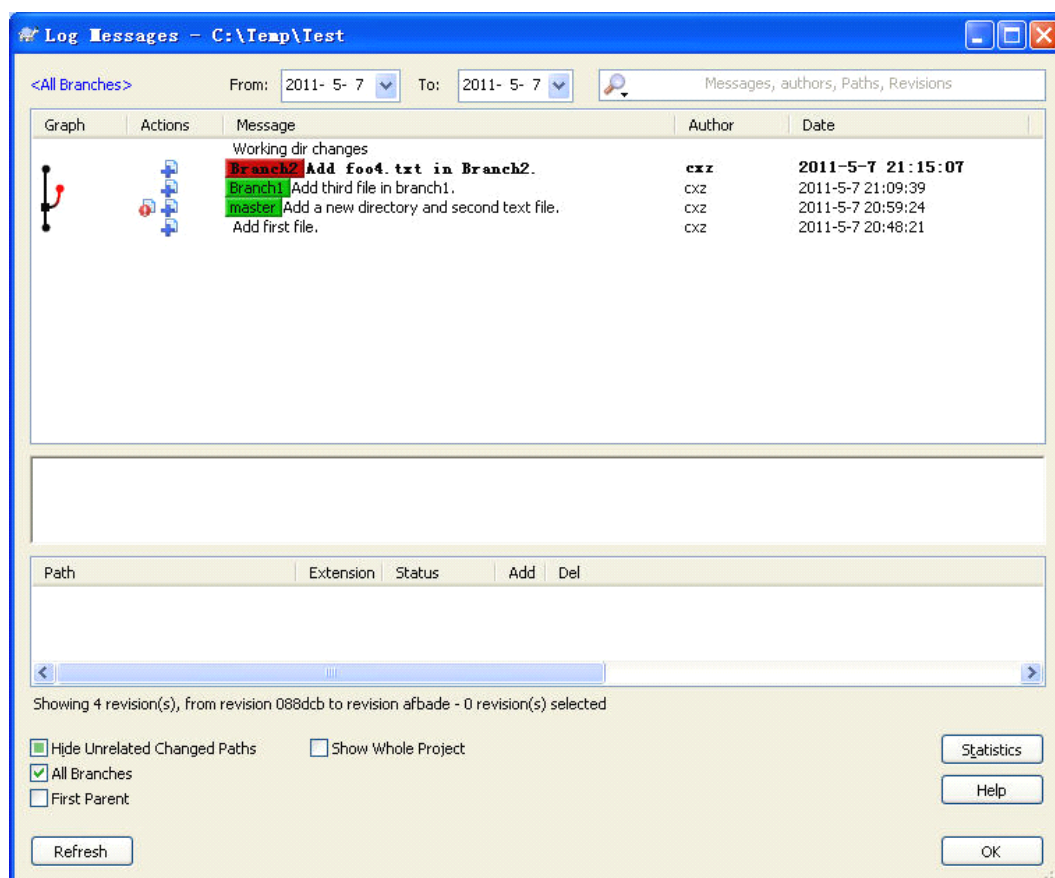 Log Messages - C:\Temp\Test
<All Branches> From: 2011- 5- 7 To: 2011- 5- 7 Messages, authors, Paths, Revisions
Graph Actions Message Author Date
Working dir changes
Branch2 Add foo4.txt in Branch2. cxz 2011-5-7 21:15:07
Branch1 Add third file in branch1. cxz 2011-5-7 21:09:39
master Add a new directory and second text file. cxz 2011-5-7 20:59:24
Add first file. cxz 2011-5-7 20:48:21
Path Extension Status Add Del
Showing 4 revision(s), from revision 088dcb to revision afbade - 0 revision(s) selected
Hide Unrelated Changed Paths Show Whole Project Statistics
All Branches
First Parent Help
Refresh OK